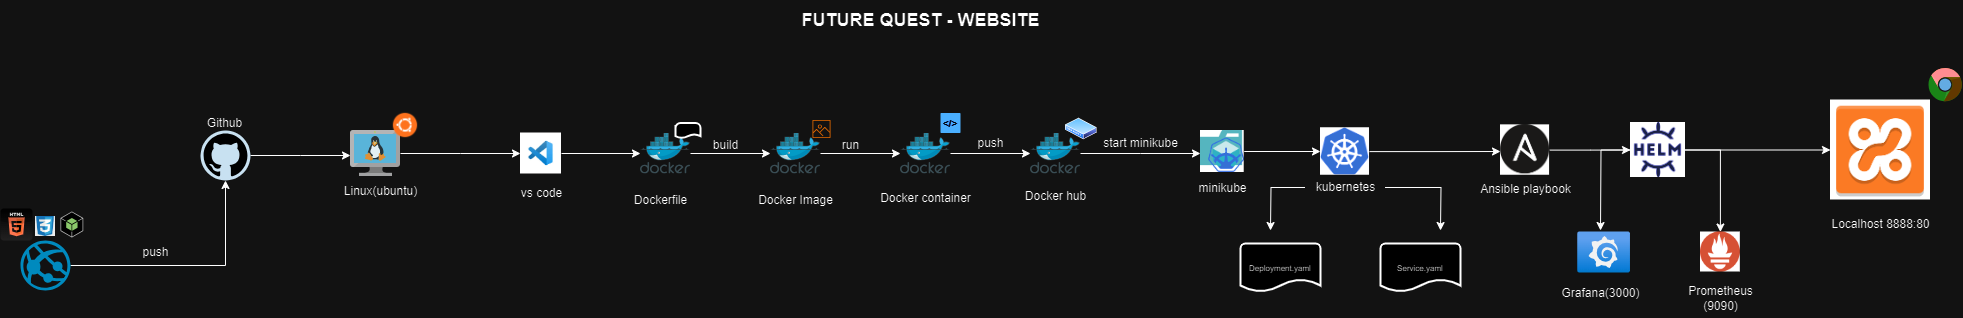 FUTURE QUEST - WEBSITE
Github
Linux(ubuntu)
HTML
5
3
push
vs code
Dockerfile
docker
build
docker
Docker Image
run
</>
docker
Docker container
push
docker
Docker hub
start minikube
minikube
kubernetes
Deployment.yaml
Service.yaml
A
Ansible playbook
HELM
Grafana(3000)
Prometheus
(9090)
Localhost 8888:80